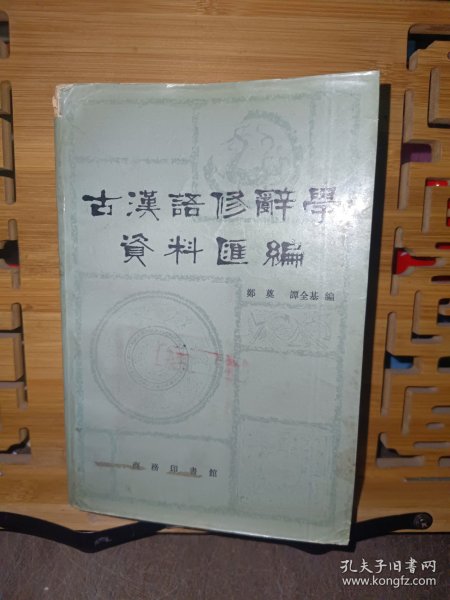 古漢語修辭學
資料匯編
鄭奠 譚全基 編
商務印書館
孔夫子旧书网
www.kongfz.com